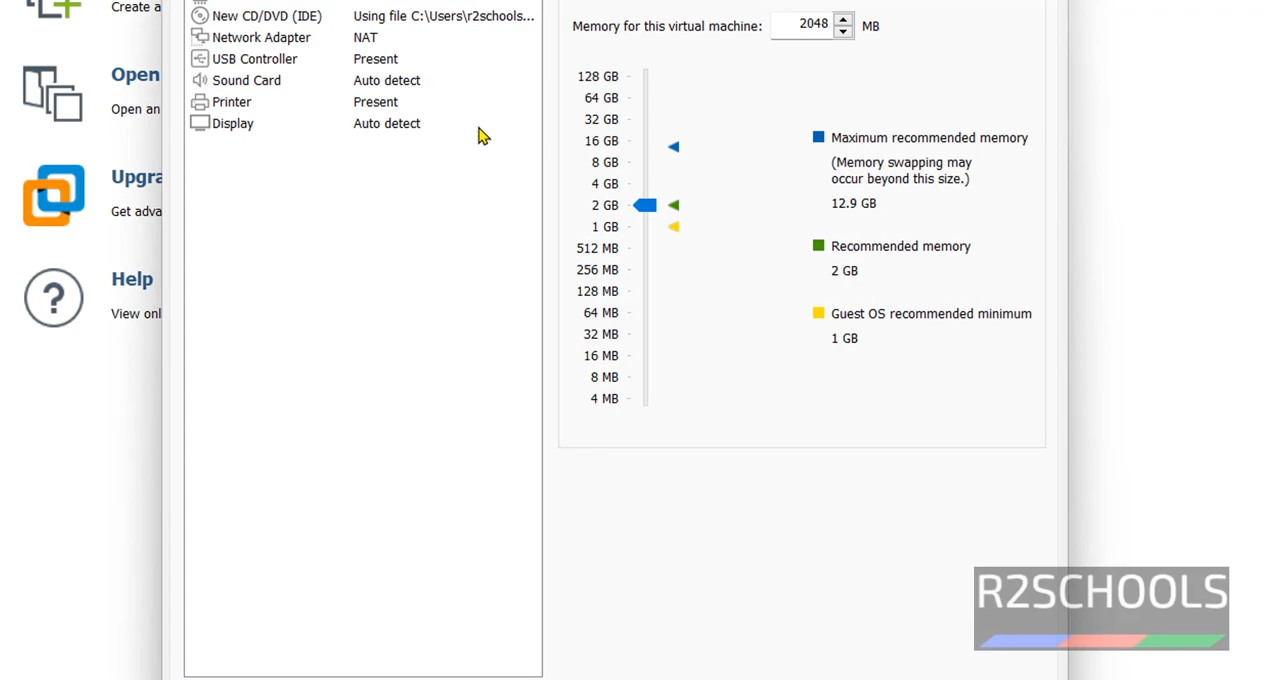 Create a
Open
Open an
Upgra
Get adva
Help
View onl
New CD/DVD (IDE) Using file C:\Users\r2schools...
Network Adapter NAT
USB Controller Present
Sound Card Auto detect
Printer Present
Display Auto detect
Memory for this virtual machine: 2048 MB
128 GB
64 GB
32 GB
16 GB
8 GB
4 GB
2 GB
1 GB
512 MB
256 MB
128 MB
64 MB
32 MB
16 MB
8 MB
4 MB
Maximum recommended memory
(Memory swapping may
occur beyond this size.)
12.9 GB
Recommended memory
2 GB
Guest OS recommended minimum
1 GB
R2SCHOOLS